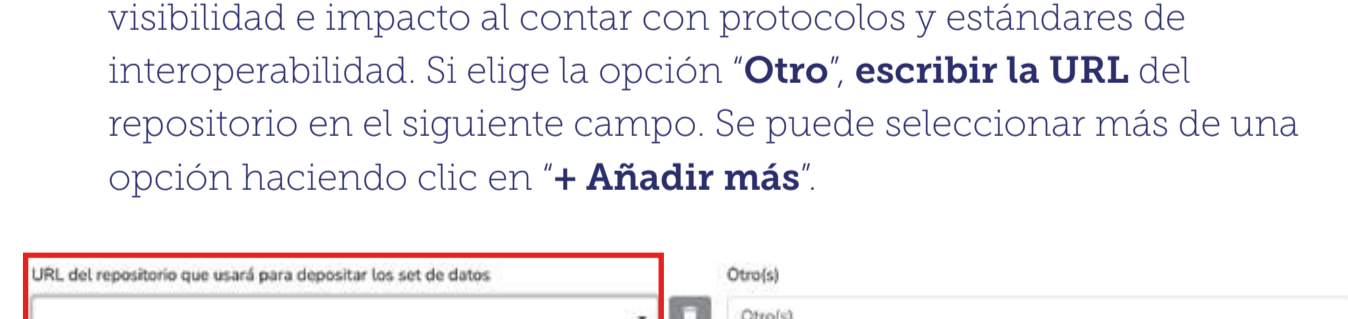 visibilidad e impacto al contar con protocolos y estándares de
interoperabilidad. Si elige la opción “Otro”, escribir la URL del
repositorio en el siguiente campo. Se puede seleccionar más de una
opción haciendo clic en “+ Añadir más”.
URL del repositorio que usará para depositar los set de datos
Otro(s)
Otro(s)